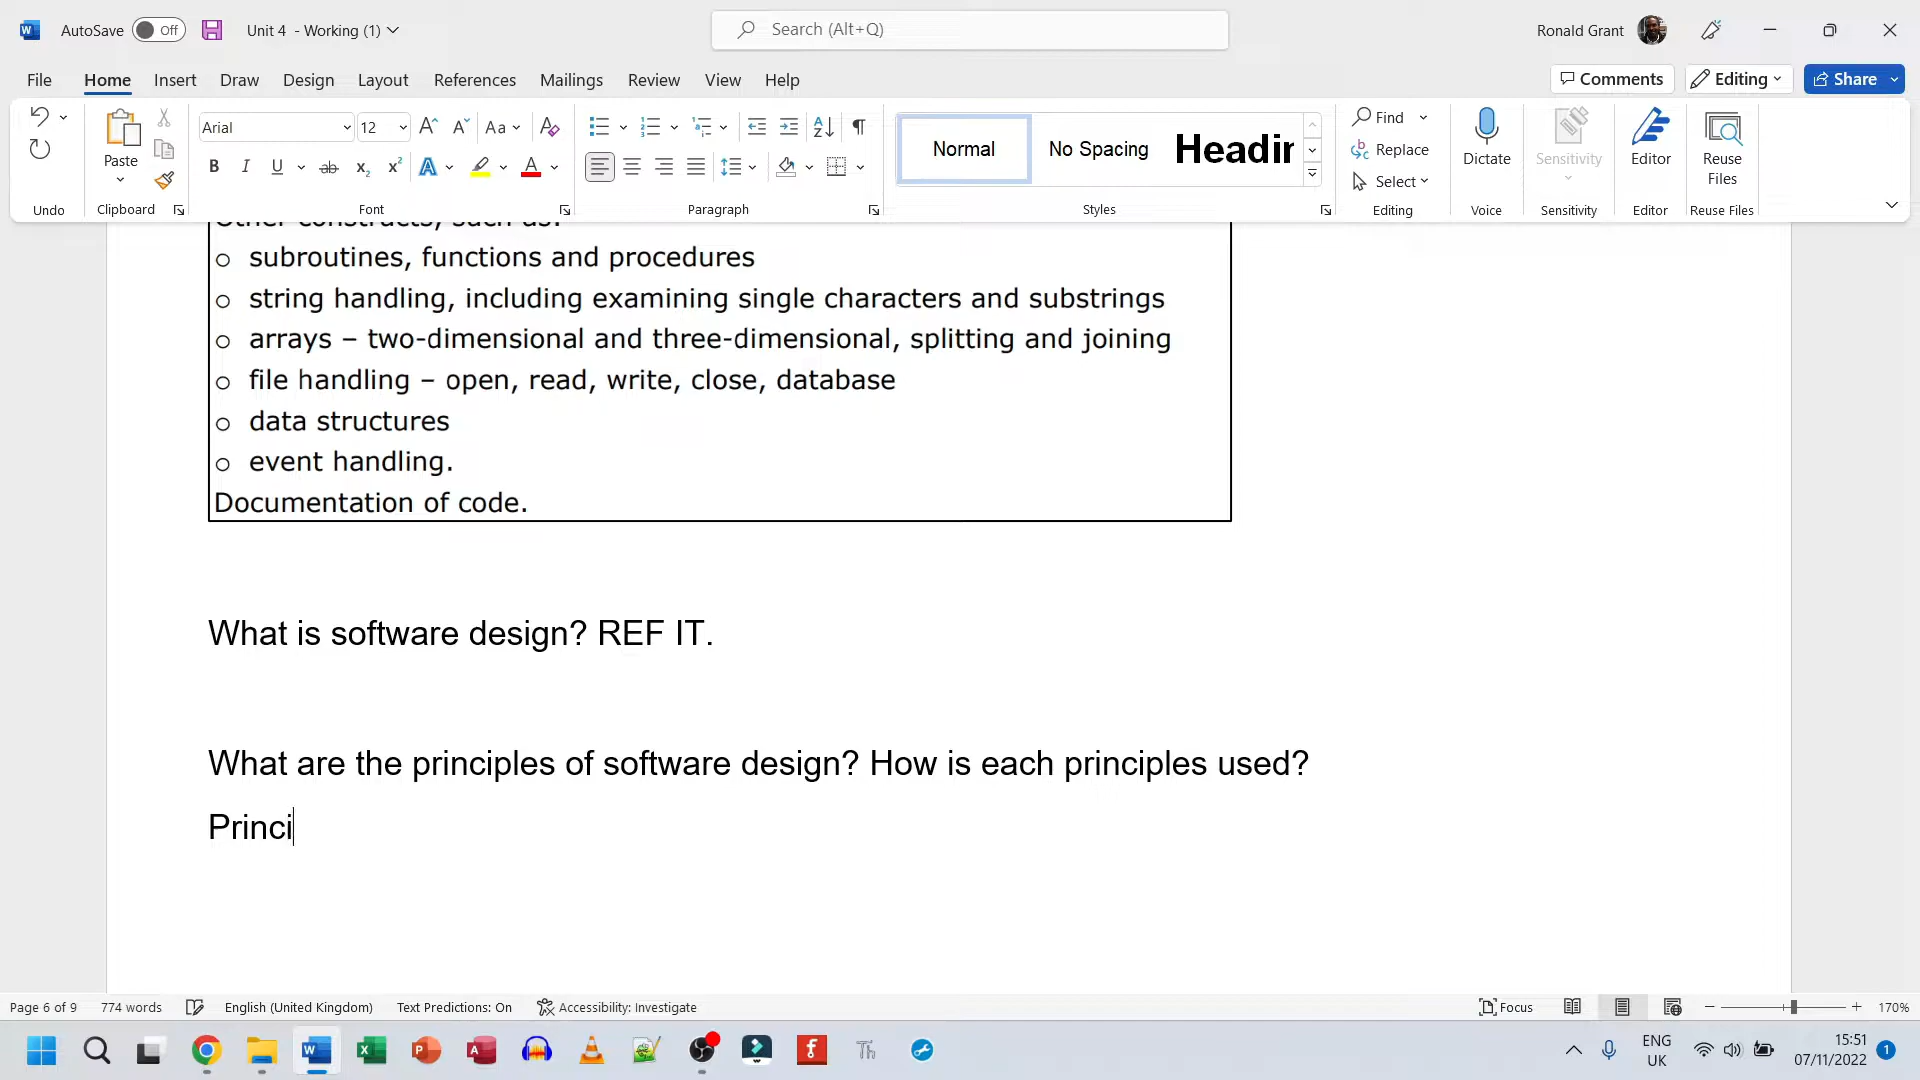 AutoSave Off Unit 4 - Working (1) Search (Alt+Q) Ronald Grant
File Home Insert Draw Design Layout References Mailings Review View Help Comments Editing Share
Arial 12 Aa Normal No Spacing Headin Find
Paste Replace Dictate Sensitivity Editor Reuse Files
Select
Undo Clipboard Font Paragraph Styles Editing Voice Sensitivity Editor Reuse Files
Other constructs, such as:
o subroutines, functions and procedures
o string handling, including examining single characters and substrings
o arrays – two-dimensional and three-dimensional, splitting and joining
o file handling – open, read, write, close, database
o data structures
o event handling.
Documentation of code.
What is software design? REF IT.
What are the principles of software design? How is each principles used?
Princi
Page 6 of 9 774 words English (United Kingdom) Text Predictions: On Accessibility: Investigate Focus 170%
ENG 15:51
UK 07/11/2022 1